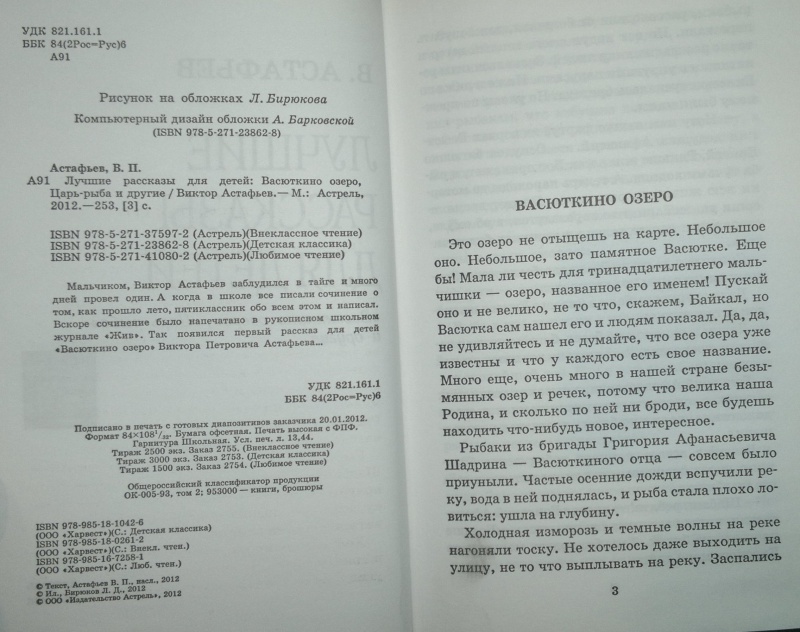 УДК 821.161.1
ББК 84(2Рос=Рус)6
А91
В. АСТАФЬЕВ
Рисунок на обложках Л. Бирюкова
Компьютерный дизайн обложки А. Барковской
(ISBN 978-5-271-23862-8)
ЛУЧШИЕ
РАССКАЗЫ
Астафьев, В. П.
А91 Лучшие рассказы для детей: Васюткино озеро,
Царь-рыба и другие / Виктор Астафьев.— М.: Астрель,
2012.—253, [3] с.
ISBN 978-5-271-37597-2 (Астрель)(Внеклассное чтение)
ISBN 978-5-271-23862-8 (Астрель)(Детская классика)
ISBN 978-5-271-41080-2 (Астрель)(Любимое чтение)
Мальчиком, Виктор Астафьев заблудился в тайге и много
дней провел один. А когда в школе все писали сочинение о
том, как прошло лето, пятиклассник обо всем этом и написал.
Вскоре сочинение было напечатано в рукописном школьном
журнале «Жив». Так появился первый рассказ для детей
«Васюткино озеро» Виктора Петровича Астафьева...
УДК 821.161.1
ББК 84(2Рос=Рус)6
Подписано в печать с готовых диапозитивов заказчика 20.01.2012.
Формат 84×108¹/₃₂. Бумага офсетная. Печать высокая с ФПФ.
Гарнитура Школьная. Усл. печ. л. 13,44.
Тираж 2500 экз. Заказ 2755. (Внеклассное чтение)
Тираж 3000 экз. Заказ 2753. (Детская классика)
Тираж 1500 экз. Заказ 2754. (Любимое чтение)
Общероссийский классификатор продукции
ОК-005-93, том 2; 953000 — книги, брошюры
ISBN 978-985-18-1042-6
(ООО «Харвест»)(С.: Детская классика)
ISBN 978-985-18-0261-2
(ООО «Харвест»)(С.: Внекл. чтен.)
ISBN 978-985-16-7258-1
(ООО «Харвест»)(С.: Люб. чтен.)
© Текст, Астафьев В. П., насл., 2012
© Ил., Бирюков Л. Д., 2012
© ООО «Издательство Астрель», 2012
ВАСЮТКИНО ОЗЕРО
Это озеро не отыщешь на карте. Небольшое
оно. Небольшое, зато памятное Васютке. Еще
бы! Мала ли честь для тринадцатилетнего маль-
чишки — озеро, названное его именем! Пускай
оно и не велико, не то что, скажем, Байкал, но
Васютка сам нашел его и людям показал. Да, да,
не удивляйтесь и не думайте, что все озера уже
известны и что у каждого есть свое название.
Много еще, очень много в нашей стране безы-
мянных озер и речек, потому что велика наша
Родина, и сколько по ней ни броди, все будешь
находить что-нибудь новое, интересное.
Рыбаки из бригады Григория Афанасьевича
Шадрина — Васюткиного отца — совсем было
приуныли. Частые осенние дожди вспучили ре-
ку, вода в ней поднялась, и рыба стала плохо ло-
виться: ушла на глубину.
Холодная изморозь и темные волны на реке
нагоняли тоску. Не хотелось даже выходить на
улицу, не то что выплывать на реку. Заспались
3